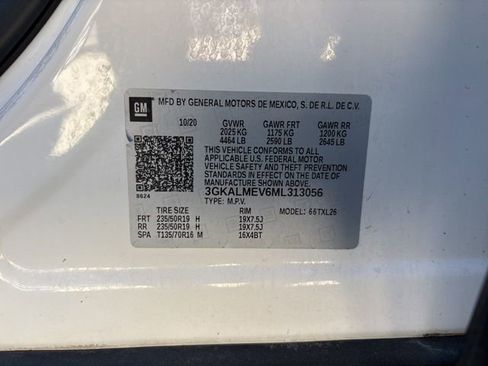 GM MFD BY GENERAL MOTORS DE MEXICO, S. DE R.L. DE C.V.
10/20 GVWR GAWR FRT GAWR RR
2025 KG 1175 KG 1200 KG
4464 LB 2590 LB 2645 LB
THIS VEHICLE CONFORMS TO ALL
APPLICABLE U.S. FEDERAL MOTOR
VEHICLE SAFETY, BUMPER, AND THEFT
PREVENTION STANDARDS IN
EFFECT ON THE DATE OF
MANUFACTURE SHOWN ABOVE.
8624 3GKALMEV6ML313056
TYPE: M.P.V. MODEL: 66TXL26
TIRE SIZE RIM
FRT 235/50R19 H 19X7.5J
RR 235/50R19 H 19X7.5J
SPA T135/70R16 M 16X4BT